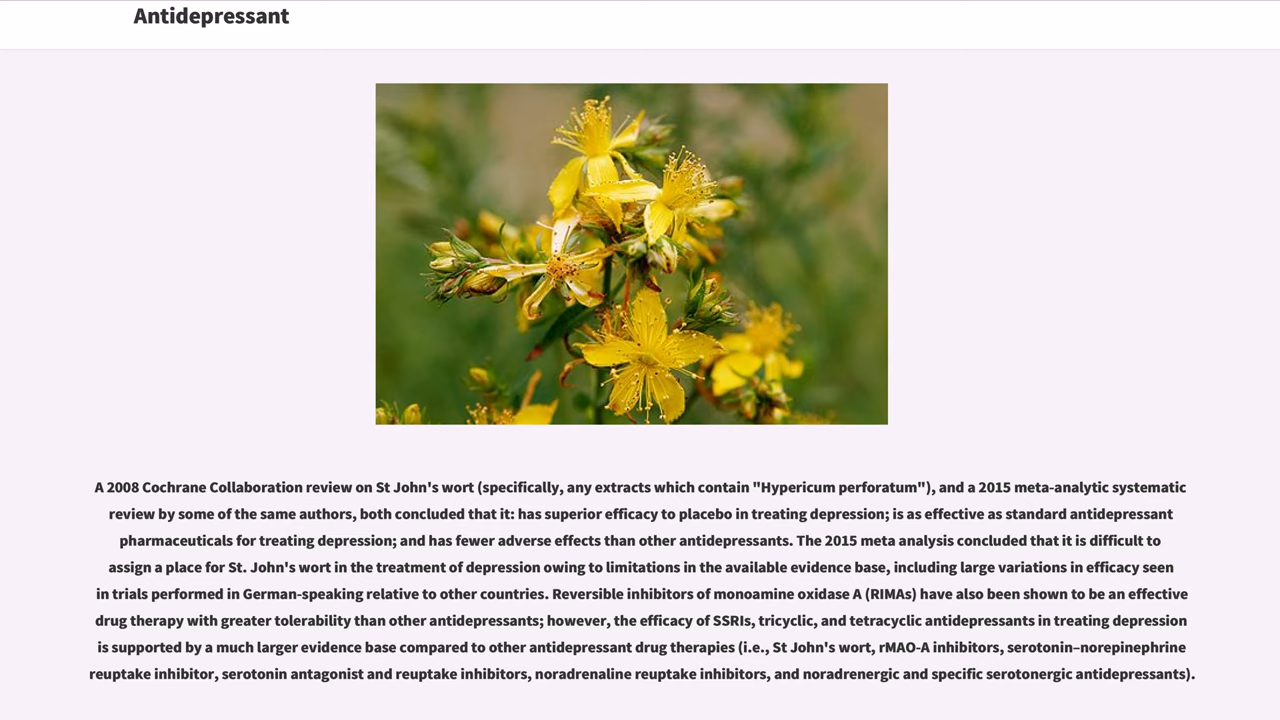 Antidepressant
A 2008 Cochrane Collaboration review on St John's wort (specifically, any extracts which contain "Hypericum perforatum"), and a 2015 meta-analytic systematic
review by some of the same authors, both concluded that it: has superior efficacy to placebo in treating depression; is as effective as standard antidepressant
pharmaceuticals for treating depression; and has fewer adverse effects than other antidepressants. The 2015 meta analysis concluded that it is difficult to
assign a place for St. John's wort in the treatment of depression owing to limitations in the available evidence base, including large variations in efficacy seen
in trials performed in German-speaking relative to other countries. Reversible inhibitors of monoamine oxidase A (RIMAs) have also been shown to be an effective
drug therapy with greater tolerability than other antidepressants; however, the efficacy of SSRIs, tricyclic, and tetracyclic antidepressants in treating depression
is supported by a much larger evidence base compared to other antidepressant drug therapies (i.e., St John's wort, rMAO-A inhibitors, serotonin–norepinephrine
reuptake inhibitor, serotonin antagonist and reuptake inhibitors, noradrenaline reuptake inhibitors, and noradrenergic and specific serotonergic antidepressants).